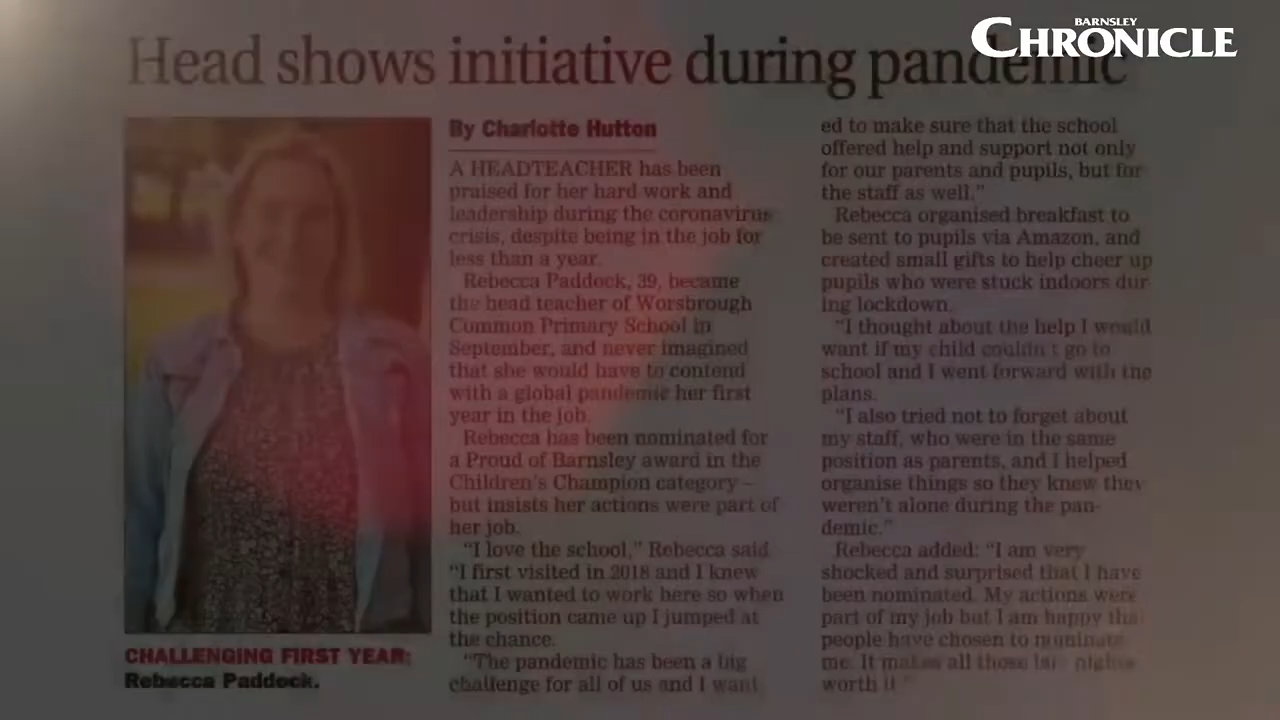 BARNSLEY
CHRONICLE
Head shows initiative during pandemic
By Charlotte Hutton
A HEADTEACHER has been
praised for her hard work and
leadership during the coronavirus
crisis, despite being in the job for
less than a year.
Rebecca Paddock, 39, became
the head teacher of Worsbrough
Common Primary School in
September, and never imagined
that she would have to contend
with a global pandemic her first
year in the job.
Rebecca has been nominated for
a Proud of Barnsley award in the
Children's Champion category –
but insists her actions were part of
her job.
"I love the school," Rebecca said.
"I first visited in 2018 and I knew
that I wanted to work here so when
the position came up I jumped at
the chance.
"The pandemic has been a big
challenge for all of us and I want
ed to make sure that the school
offered help and support not only
for our parents and pupils, but for
the staff as well."
Rebecca organised breakfast to
be sent to pupils via Amazon, and
created small gifts to help cheer up
pupils who were stuck indoors dur
ing lockdown.
"I thought about the help I would
want if my child couldn't go to
school and I went forward with the
plans.
"I also tried not to forget about
my staff, who were in the same
position as parents, and I helped
organise things so they knew they
weren't alone during the pan-
demic."
Rebecca added: "I am very
shocked and surprised that I have
been nominated. My actions were
part of my job but I am happy that
people have chosen to nominate
me. It makes all those late nights
worth it."
CHALLENGING FIRST YEAR:
Rebecca Paddock.